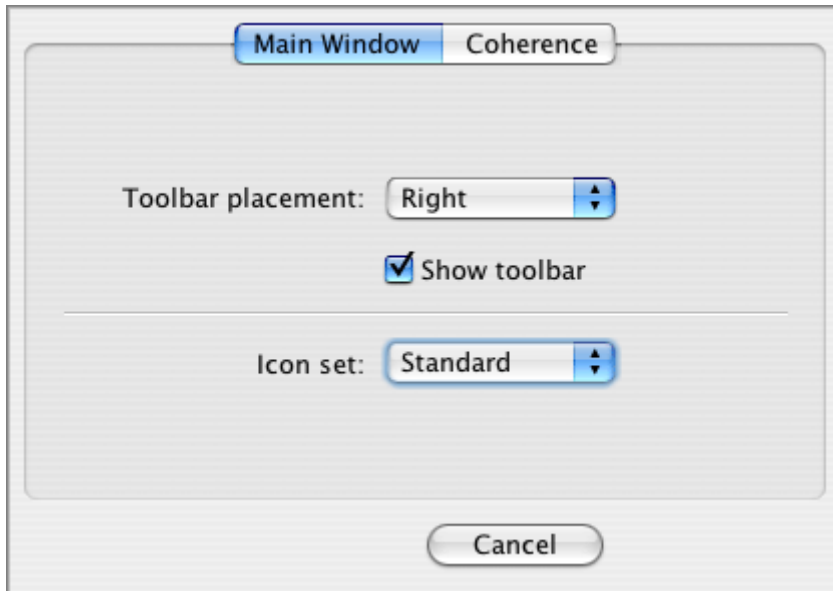 Main Window Coherence
Toolbar placement: Right
Show toolbar
Icon set: Standard
Cancel